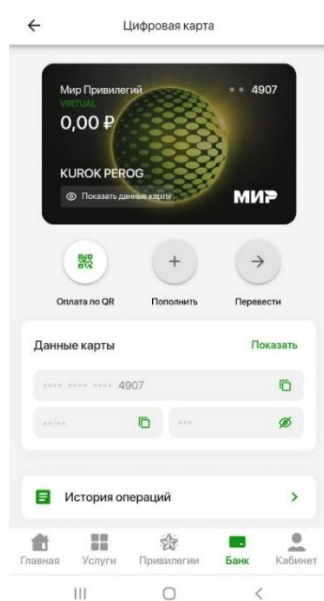 Цифровая карта
Мир Привилегий •• 4907
VIRTUAL
0,00 ₽
KUROK PEROG
Показать данные карты
МИР
Оплата по QR Пополнить Перевести
Данные карты Показать
•••• •••• •••• 4907
••/•• •••
История операций
Главная Услуги Привилегии Банк Кабинет